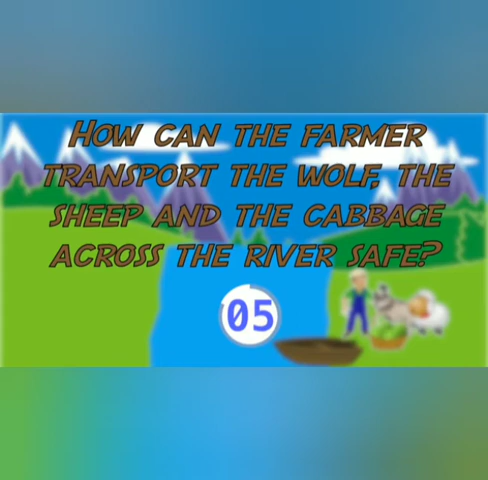 HOW CAN THE FARMER
TRANSPORT THE WOLF, THE
SHEEP AND THE CABBAGE
ACROSS THE RIVER SAFE?
05